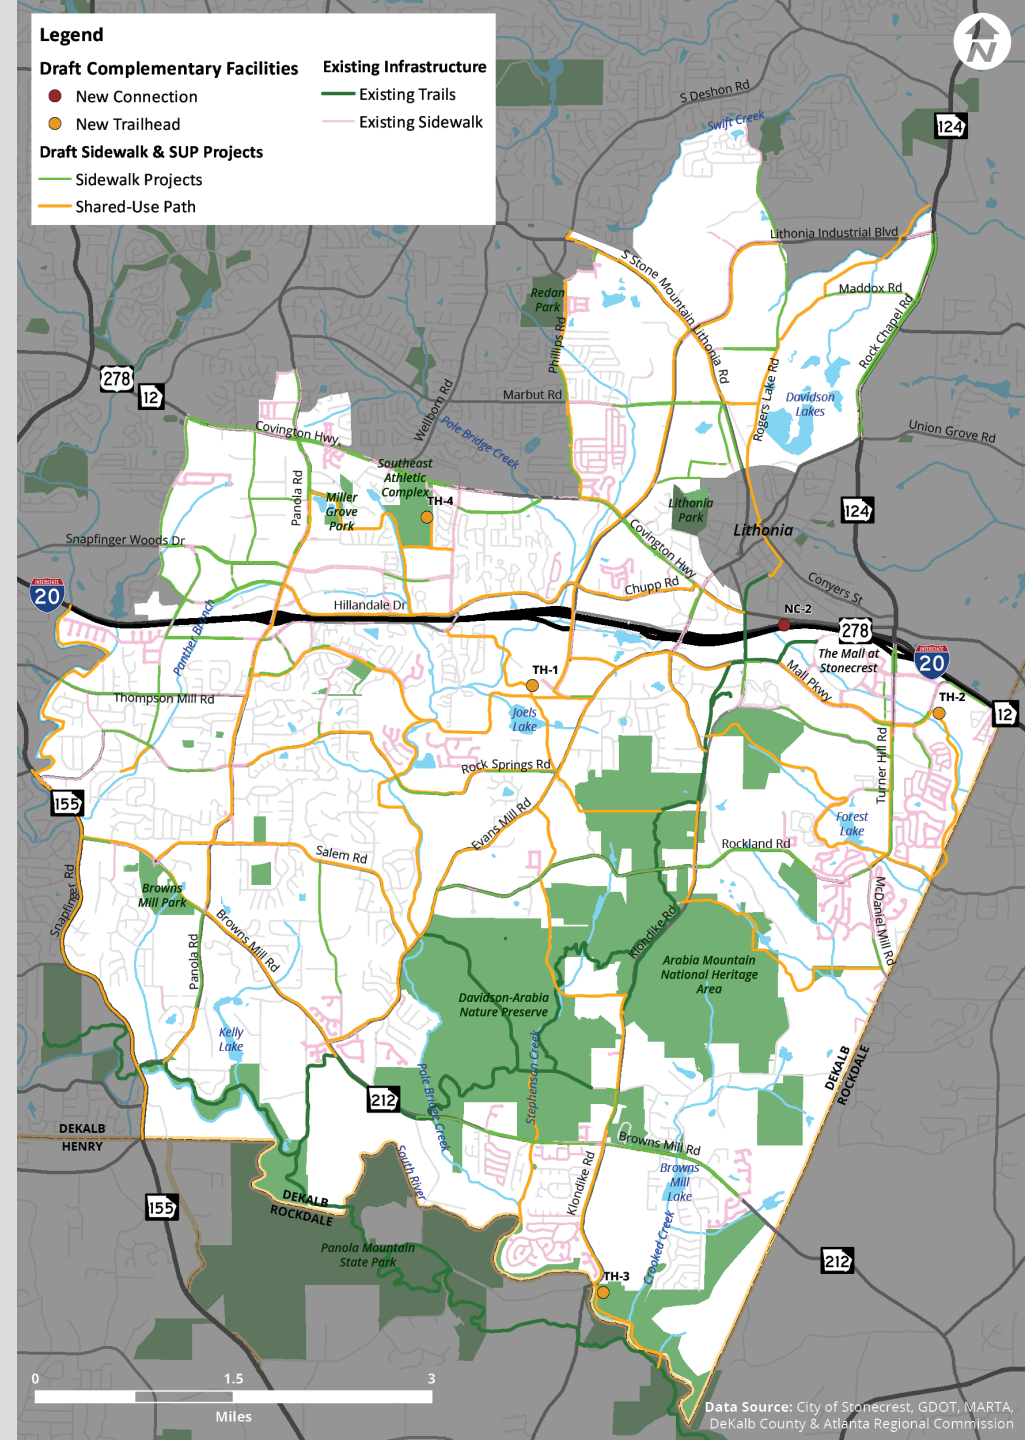 Legend
Draft Complementary Facilities
New Connection
New Trailhead
Draft Sidewalk & SUP Projects
Sidewalk Projects
Shared-Use Path
Existing Infrastructure
Existing Trails
Existing Sidewalk
N
S Deshon Rd
Swift Creek
124
Lithonia Industrial Blvd
S Stone Mountain Lithonia Rd
Maddox Rd
Redan
Park
Phillips Rd
Rock Chapel Rd
278
12
Marbut Rd
Wellborn Rd
Rogers Lake Rd
Davidson
Lakes
Covington Hwy
Pole Bridge Creek
Union Grove Rd
Southeast
Athletic
Complex
TH-4
Panola Rd
Miller
Grove
Park
Lithonia
Park
124
Lithonia
Snapfinger Woods Dr
Covington Hwy
INTERSTATE
20
Chupp Rd
Conyers St
Hillandale Dr
NC-2
278
Panther Branch
The Mall at
Stonecrest
INTERSTATE
20
TH-1
Mall Pkwy
Thompson Mill Rd
TH-2
12
Joels
Lake
Turner Hill Rd
Rock Springs Rd
155
Evans Mill Rd
Forest
Lake
Salem Rd
Rockland Rd
Snapfinger Rd
Browns
Mill Park
McDaniel Mill Rd
Browns Mill Rd
Klondike Rd
Panola Rd
Arabia Mountain
National Heritage
Area
Davidson-Arabia
Nature Preserve
Kelly
Lake
Stephenson Creek
DEKALB
ROCKDALE
Pole Bridge Creek
212
DEKALB
HENRY
Browns Mill Rd
South River
Klondike Rd
Browns
Mill
Lake
DEKALB
ROCKDALE
155
Crooked Creek
Panola Mountain
State Park
212
TH-3
0
1.5
3
Miles
Data Source: City of Stonecrest, GDOT, MARTA,
DeKalb County & Atlanta Regional Commission